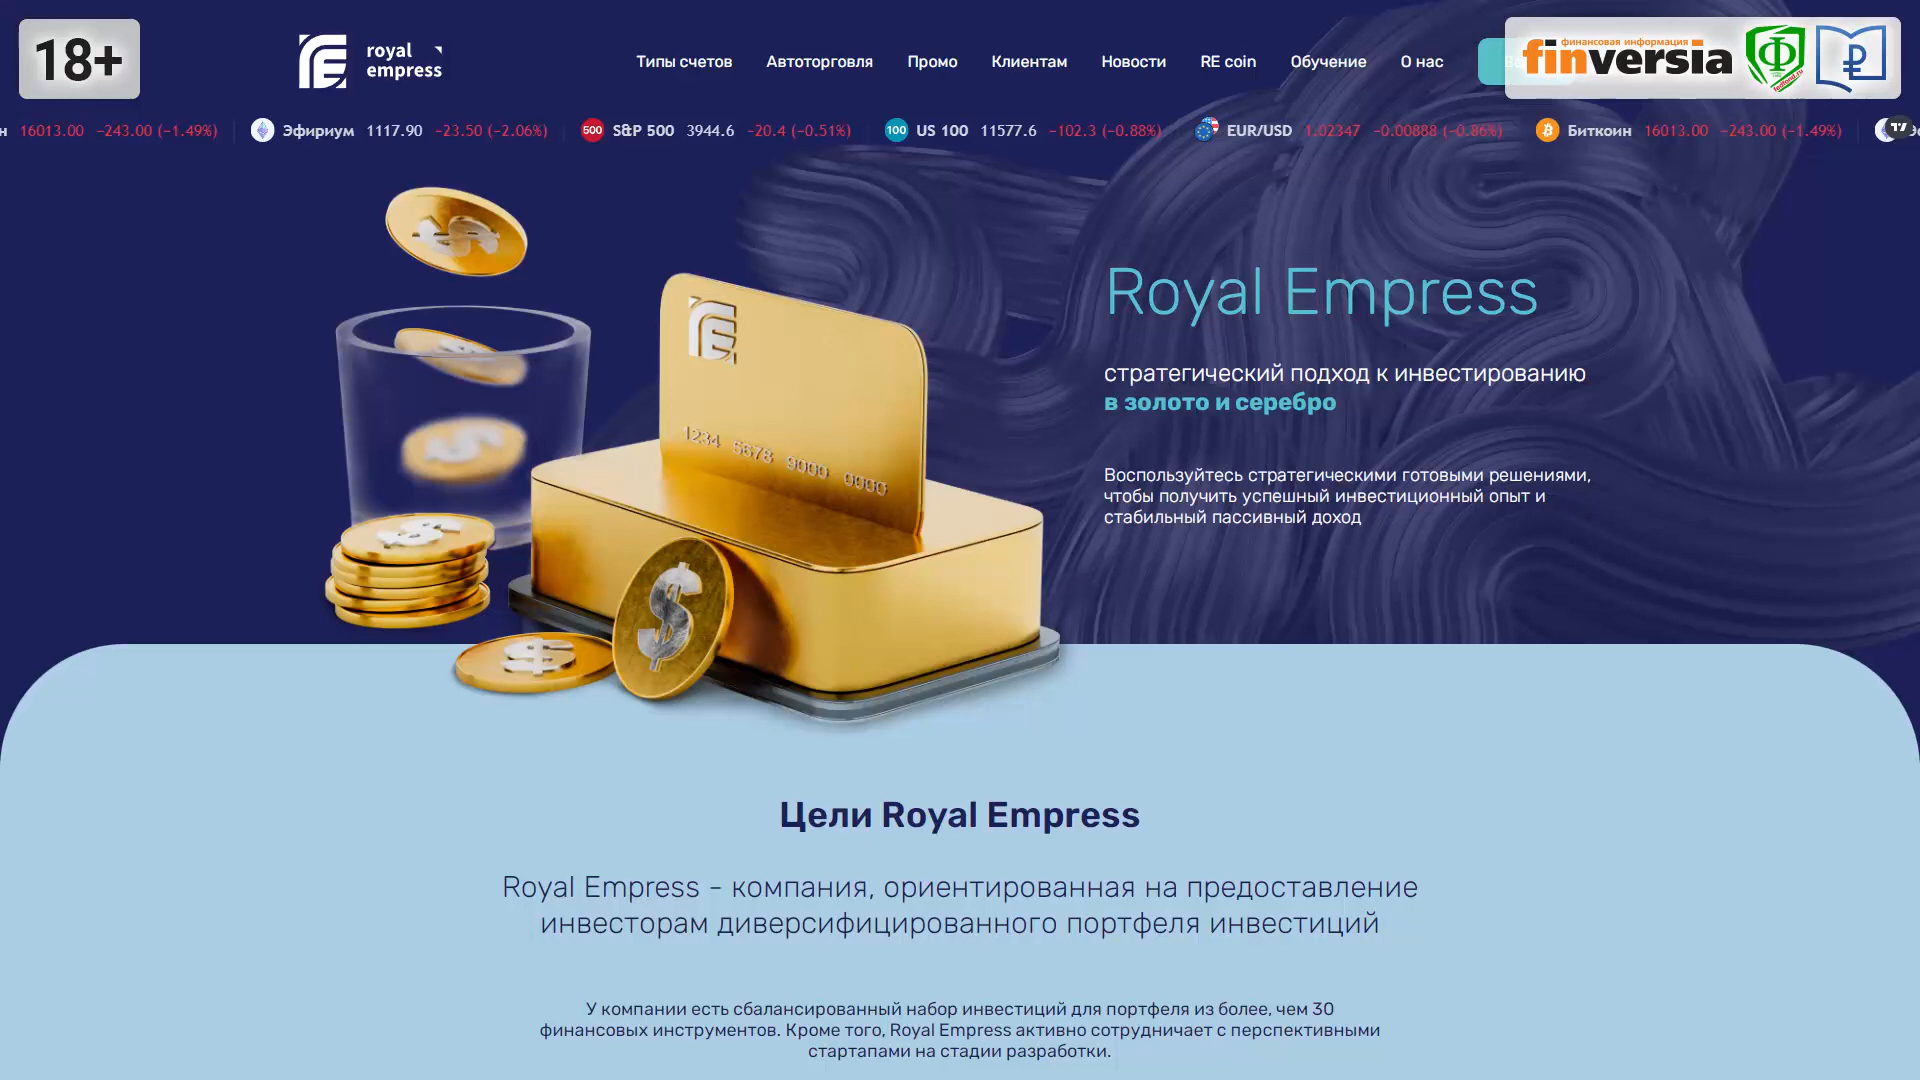 18+
royal
empress
Типы счетов
Автоторговля
Промо
Клиентам
Новости
RE coin
Обучение
О нас
финансовая информация
finversia
н 16013.00 −243.00 (−1.49%)
Эфириум 1117.90 −23.50 (−2.06%)
500 S&P 500 3944.6 −20.4 (−0.51%)
100 US 100 11577.6 −102.3 (−0.88%)
EUR/USD 1.02347 −0.00888 (−0.86%)
Биткоин 16013.00 −243.00 (−1.49%)
Royal Empress
стратегический подход к инвестированию
в золото и серебро
Воспользуйтесь стратегическими готовыми решениями,
чтобы получить успешный инвестиционный опыт и
стабильный пассивный доход
1234 5678 9000 0000
Цели Royal Empress
Royal Empress - компания, ориентированная на предоставление
инвесторам диверсифицированного портфеля инвестиций
У компании есть сбалансированный набор инвестиций для портфеля из более, чем 30
финансовых инструментов. Кроме того, Royal Empress активно сотрудничает с перспективными
стартапами на стадии разработки.